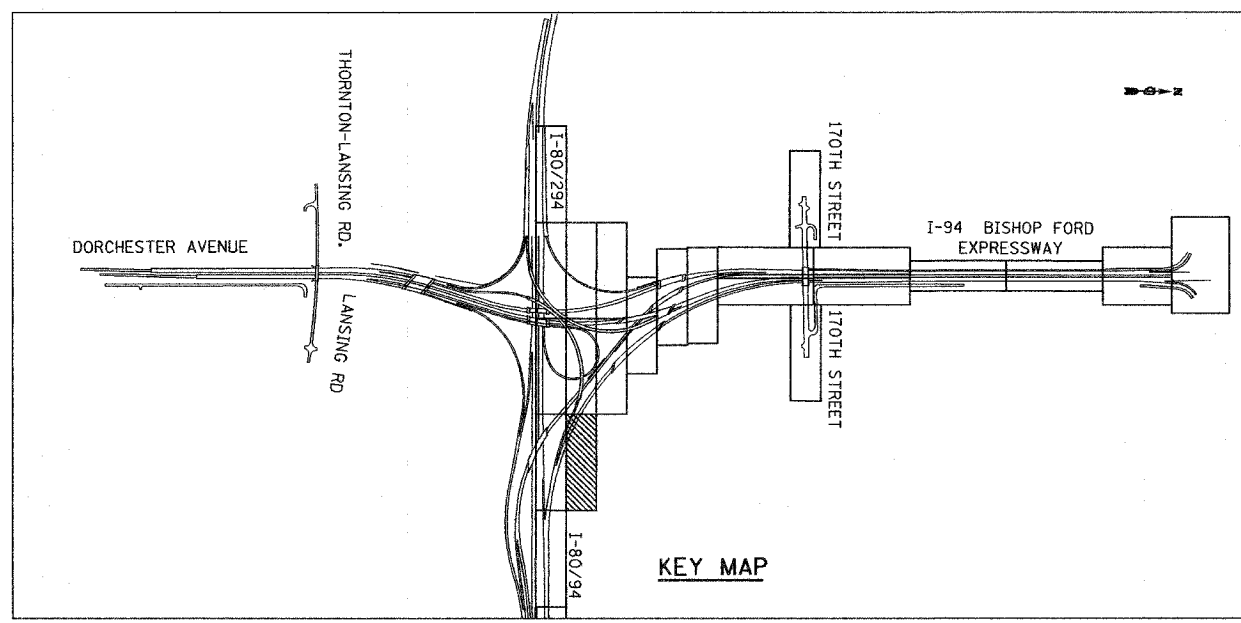 THORNTON-LANSING RD.
LANSING RD
DORCHESTER AVENUE
I-80/294
I-80/94
170TH STREET
170TH STREET
I-94 BISHOP FORD
EXPRESSWAY
N
KEY MAP